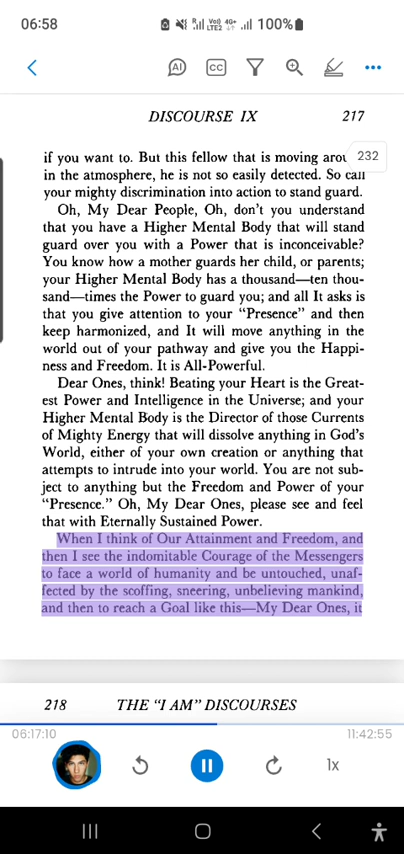 06:58
Voı) 4G+
LTE2 100%
AI CC
DISCOURSE IX 217
232
if you want to. But this fellow that is moving arou
in the atmosphere, he is not so easily detected. So call
your mighty discrimination into action to stand guard.
Oh, My Dear People, Oh, don't you understand
that you have a Higher Mental Body that will stand
guard over you with a Power that is inconceivable?
You know how a mother guards her child, or parents;
your Higher Mental Body has a thousand—ten thou-
sand—times the Power to guard you; and all It asks is
that you give attention to your "Presence" and then
keep harmonized, and It will move anything in the
world out of your pathway and give you the Happi-
ness and Freedom. It is All-Powerful.
Dear Ones, think! Beating your Heart is the Great-
est Power and Intelligence in the Universe; and your
Higher Mental Body is the Director of those Currents
of Mighty Energy that will dissolve anything in God's
World, either of your own creation or anything that
attempts to intrude into your world. You are not sub-
ject to anything but the Freedom and Power of your
"Presence." Oh, My Dear Ones, please see and feel
that with Eternally Sustained Power.
When I think of Our Attainment and Freedom, and
then I see the indomitable Courage of the Messengers
to face a world of humanity and be untouched, unaf-
fected by the scoffing, sneering, unbelieving mankind,
and then to reach a Goal like this—My Dear Ones, it
218 THE "I AM" DISCOURSES
06:17:10 11:42:55
1x